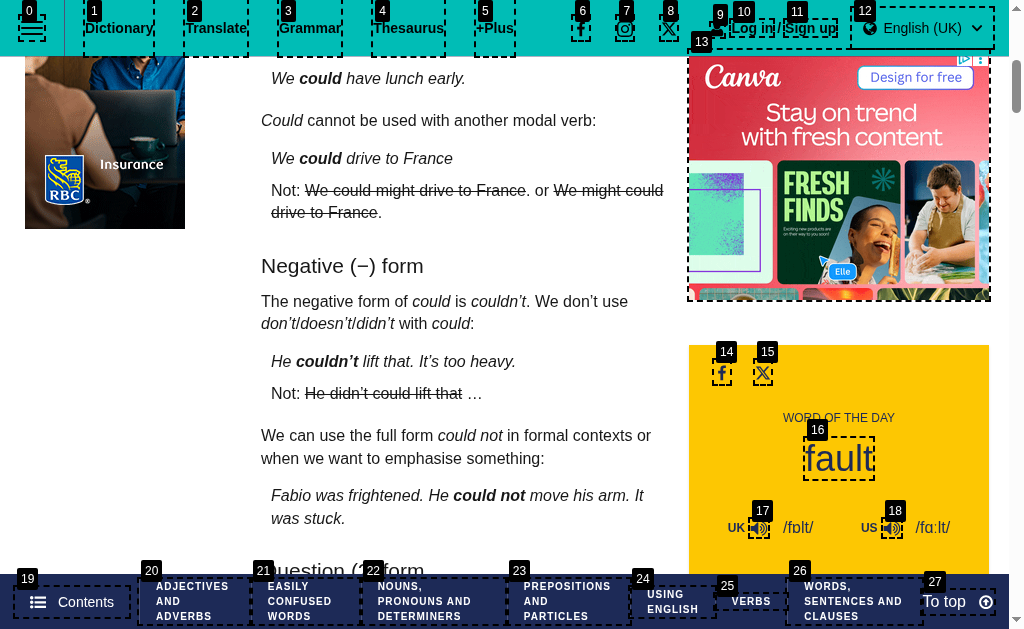 0
1
2
3
4
5
6
7
8
9
10
11
12
Dictionary
Translate
Grammar
Thesaurus
+Plus
Log in / Sign up
English (UK)
13
We could have lunch early.
Could cannot be used with another modal verb:
We could drive to France
Not: We could might drive to France. or We might could
drive to France.
Negative (−) form
The negative form of could is couldn’t. We don’t use
don’t/doesn’t/didn’t with could:
He couldn’t lift that. It’s too heavy.
Not: He didn’t could lift that …
We can use the full form could not in formal contexts or
when we want to emphasise something:
Fabio was frightened. He could not move his arm. It
was stuck.
Question (?) form
Insurance
RBC
®
Canva
Design for free
Stay on trend
with fresh content
FRESH
FINDS
Elle
14
15
WORD OF THE DAY
16
fault
17
18
UK /fɒlt/
US /fɑːlt/
19
20
21
22
23
24
25
26
27
Contents
ADJECTIVES
AND
ADVERBS
EASILY
CONFUSED
WORDS
NOUNS,
PRONOUNS AND
DETERMINERS
PREPOSITIONS
AND
PARTICLES
USING
ENGLISH
VERBS
WORDS,
SENTENCES AND
CLAUSES
To top